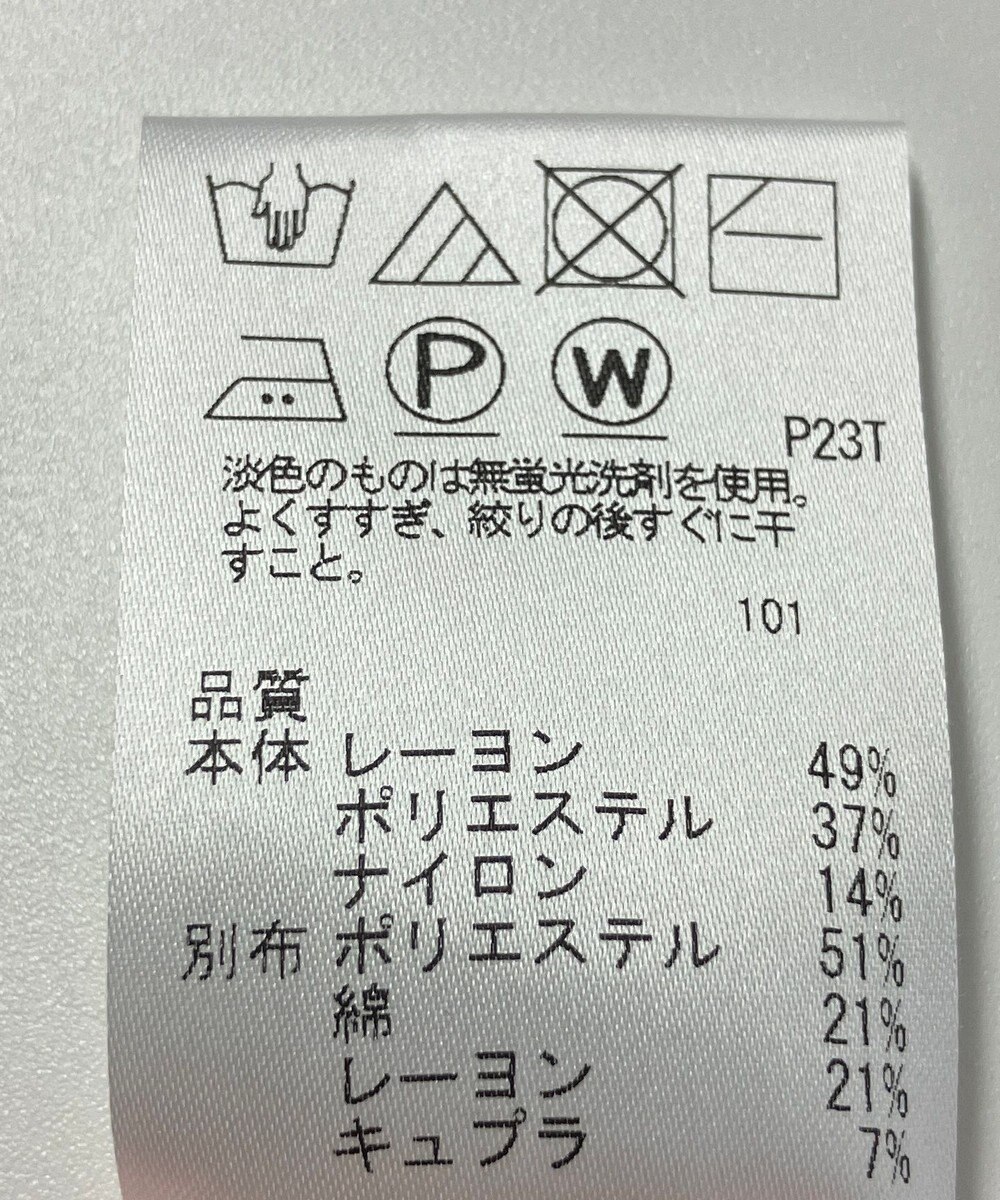 P W
P23T
淡色のものは無蛍光洗剤を使用。
よくすすぎ、絞りの後すぐに干
すこと。
101
品質
本体 レーヨン 49%
ポリエステル 37%
ナイロン 14%
別布 ポリエステル 51%
綿 21%
レーヨン 21%
キュプラ 7%